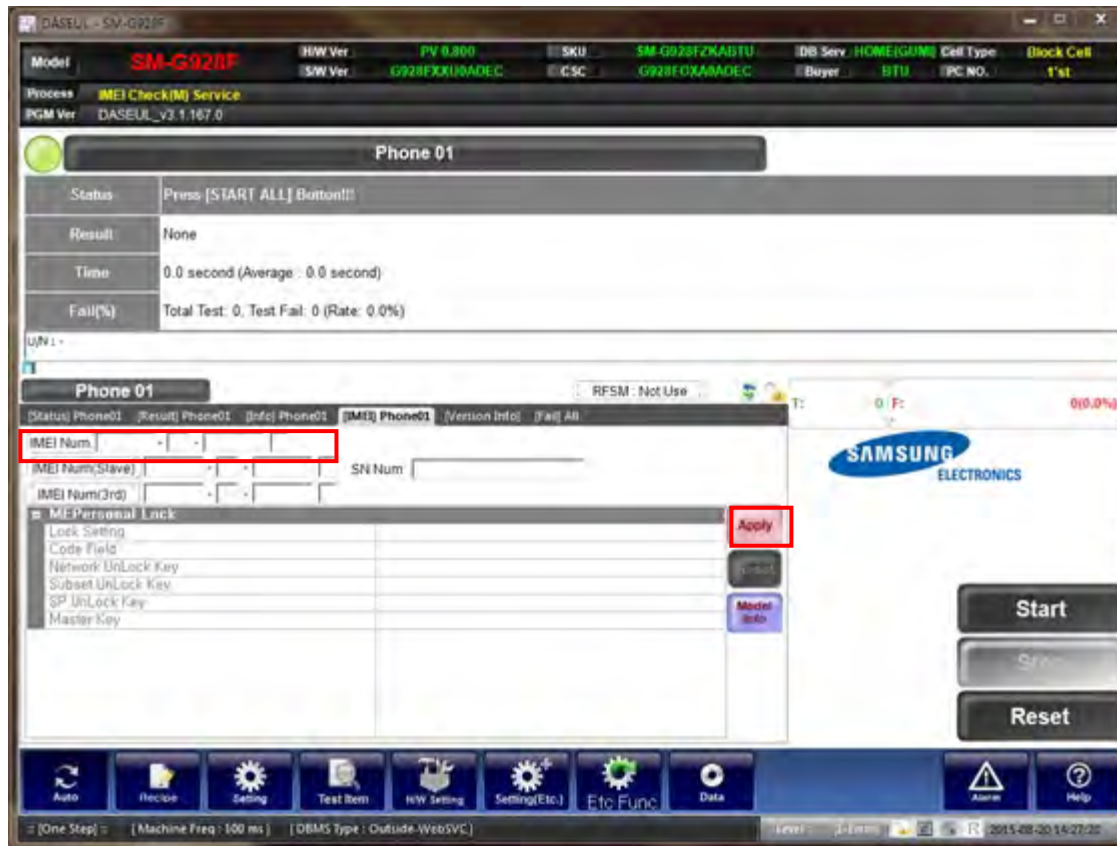 DASEUL - SM-G928F
Model SM-G928F H/W Ver PV 0.800 SKU SM-G928FZKABTU DB Serv HOME(GUMI) Cell Type Block Cell
S/W Ver G928FXXU0AOEC CSC G928FOXA0AOEC Buyer BTU PC NO. 1'st
Process IMEI Check(M) Service
PGM Ver DASEUL_v3.1.167.0
Phone 01
Status Press [START ALL] Button!!!
Result None
Time 0.0 second (Average : 0.0 second)
Fail(%) Total Test: 0, Test Fail: 0 (Rate: 0.0%)
U/N : -
Phone 01 RFSM : Not Use
T: 0 F: 0(0.0%)
[Status] Phone01 [Result] Phone01 [Info] Phone01 [IMEI] Phone01 [Version Info] [Fail] All
IMEI Num - -
IMEI Num(Slave) - - SN Num
IMEI Num(3rd) - -
SAMSUNG
ELECTRONICS
MEPersonal Lock
Lock Setting
Code Field
Network UnLock Key
Subset UnLock Key
SP UnLock Key
Master Key
Apply
Reset
Model
Info
Start
Stop
Reset
Auto Recipe Setting Test Item H/W Setting Setting(Etc.) Etc Func Data Alarm Help
:: [One Step] :: [Machine Freq : 100 ms] [DBMS Type : Outside-WebSVC] Level : R 2015-08-20 14:27:20